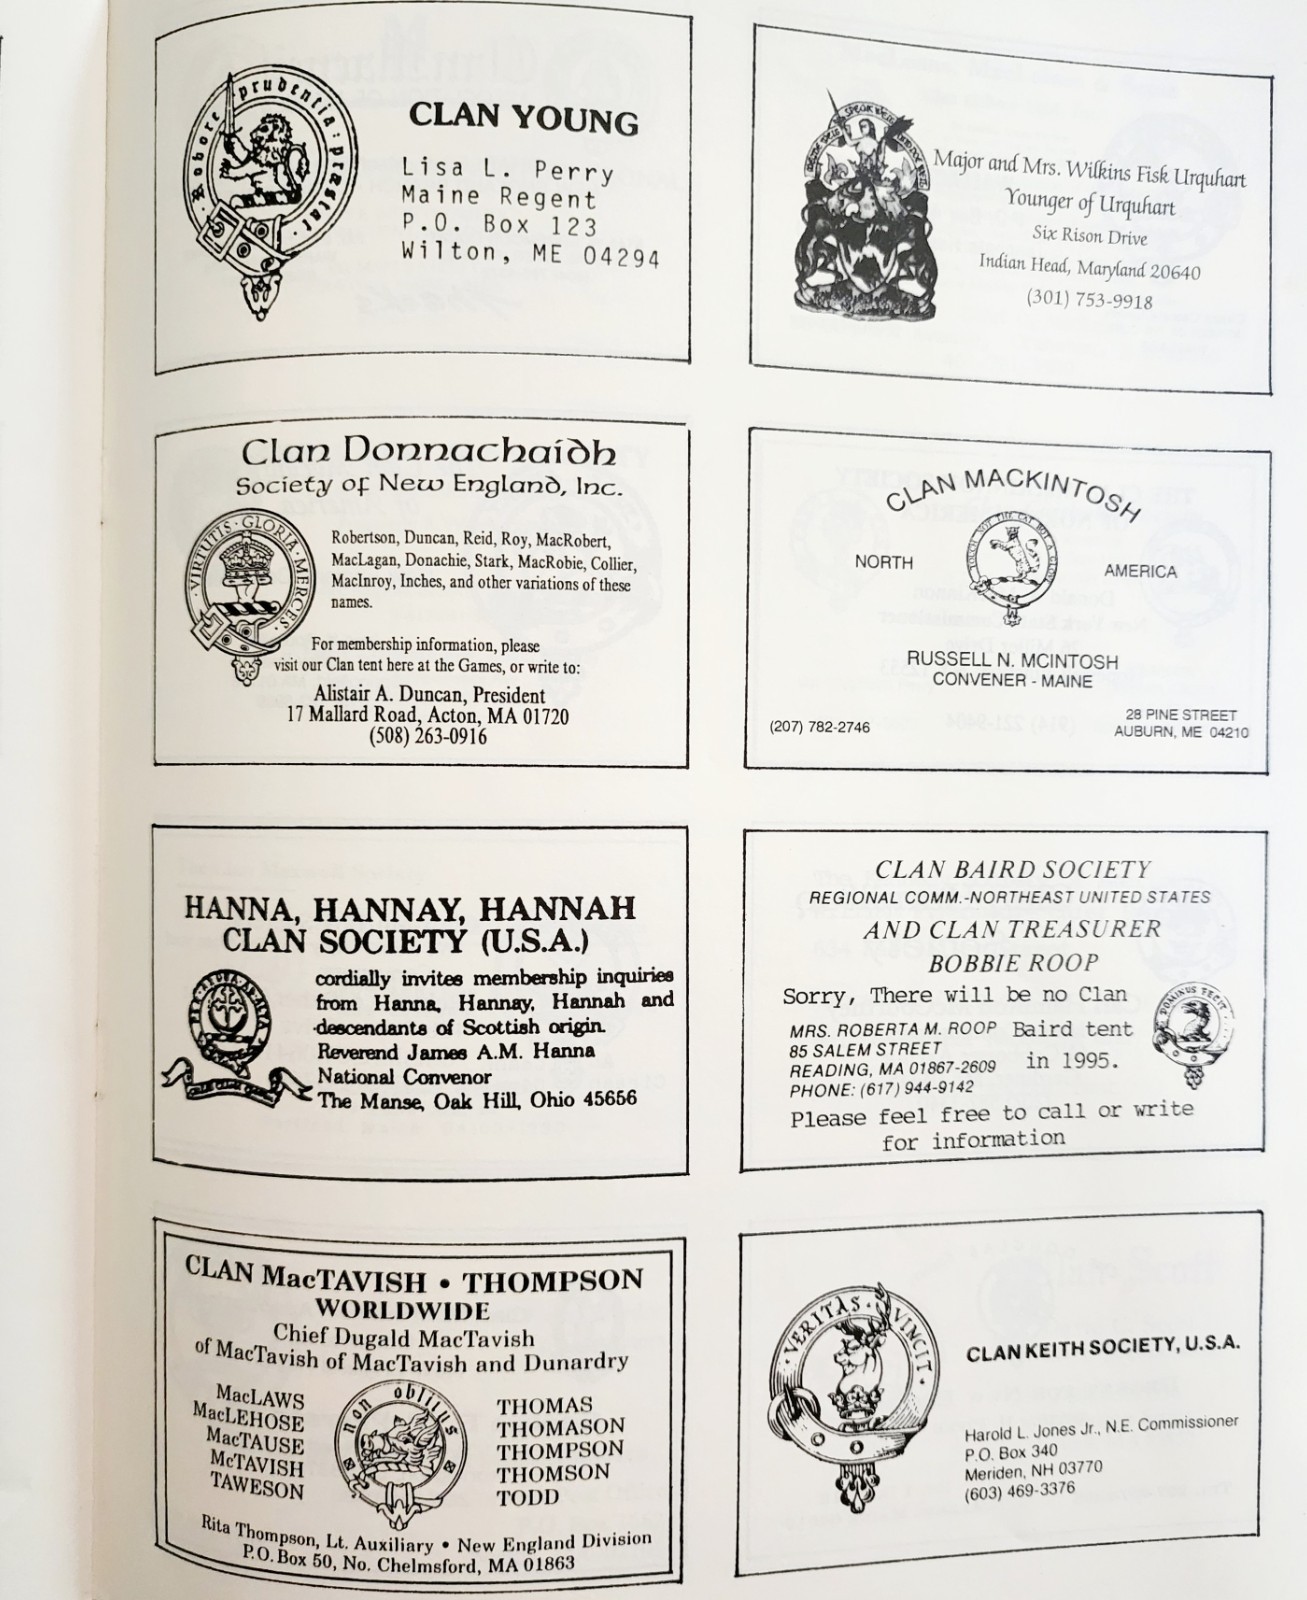 Robore prudentia praestat
CLAN YOUNG
Lisa L. Perry
Maine Regent
P.O. Box 123
Wilton, ME 04294
Major and Mrs. Wilkins Fisk Urquhart
Younger of Urquhart
Six Rison Drive
Indian Head, Maryland 20640
(301) 753-9918
Clan Donnachaidh
Society of New England, Inc.
VIRTUTIS · GLORIA · MERCES ·
Robertson, Duncan, Reid, Roy, MacRobert,
MacLagan, Donachie, Stark, MacRobie, Collier,
MacInroy, Inches, and other variations of these
names.
For membership information, please
visit our Clan tent here at the Games, or write to:
Alistair A. Duncan, President
17 Mallard Road, Acton, MA 01720
(508) 263-0916
CLAN MACKINTOSH
TOUCH NOT THE CAT BOT A GLOVE
NORTH
AMERICA
RUSSELL N. MCINTOSH
CONVENER - MAINE
(207) 782-2746
28 PINE STREET
AUBURN, ME 04210
HANNA, HANNAY, HANNAH
CLAN SOCIETY (U.S.A.)
PER ARDUA AD ALTA
cordially invites membership inquiries
from Hanna, Hannay, Hannah and
descendants of Scottish origin.
Reverend James A.M. Hanna
National Convenor
The Manse, Oak Hill, Ohio 45656
CLAN BAIRD SOCIETY
REGIONAL COMM.-NORTHEAST UNITED STATES
AND CLAN TREASURER
BOBBIE ROOP
Sorry, There will be no Clan
Baird tent
in 1995.
MRS. ROBERTA M. ROOP
85 SALEM STREET
READING, MA 01867-2609
PHONE: (617) 944-9142
DOMINUS FECIT
Please feel free to call or write
for information
CLAN MacTAVISH • THOMPSON
WORLDWIDE
Chief Dugald MacTavish
of MacTavish of MacTavish and Dunardry
MacLAWS
MacLEHOSE
MacTAUSE
McTAVISH
TAWESON
non oblitus
THOMAS
THOMASON
THOMPSON
THOMSON
TODD
Rita Thompson, Lt. Auxiliary • New England Division
P.O. Box 50, No. Chelmsford, MA 01863
· VERITAS · VINCIT ·
CLAN KEITH SOCIETY, U.S.A.
Harold L. Jones Jr., N.E. Commissioner
P.O. Box 340
Meriden, NH 03770
(603) 469-3376